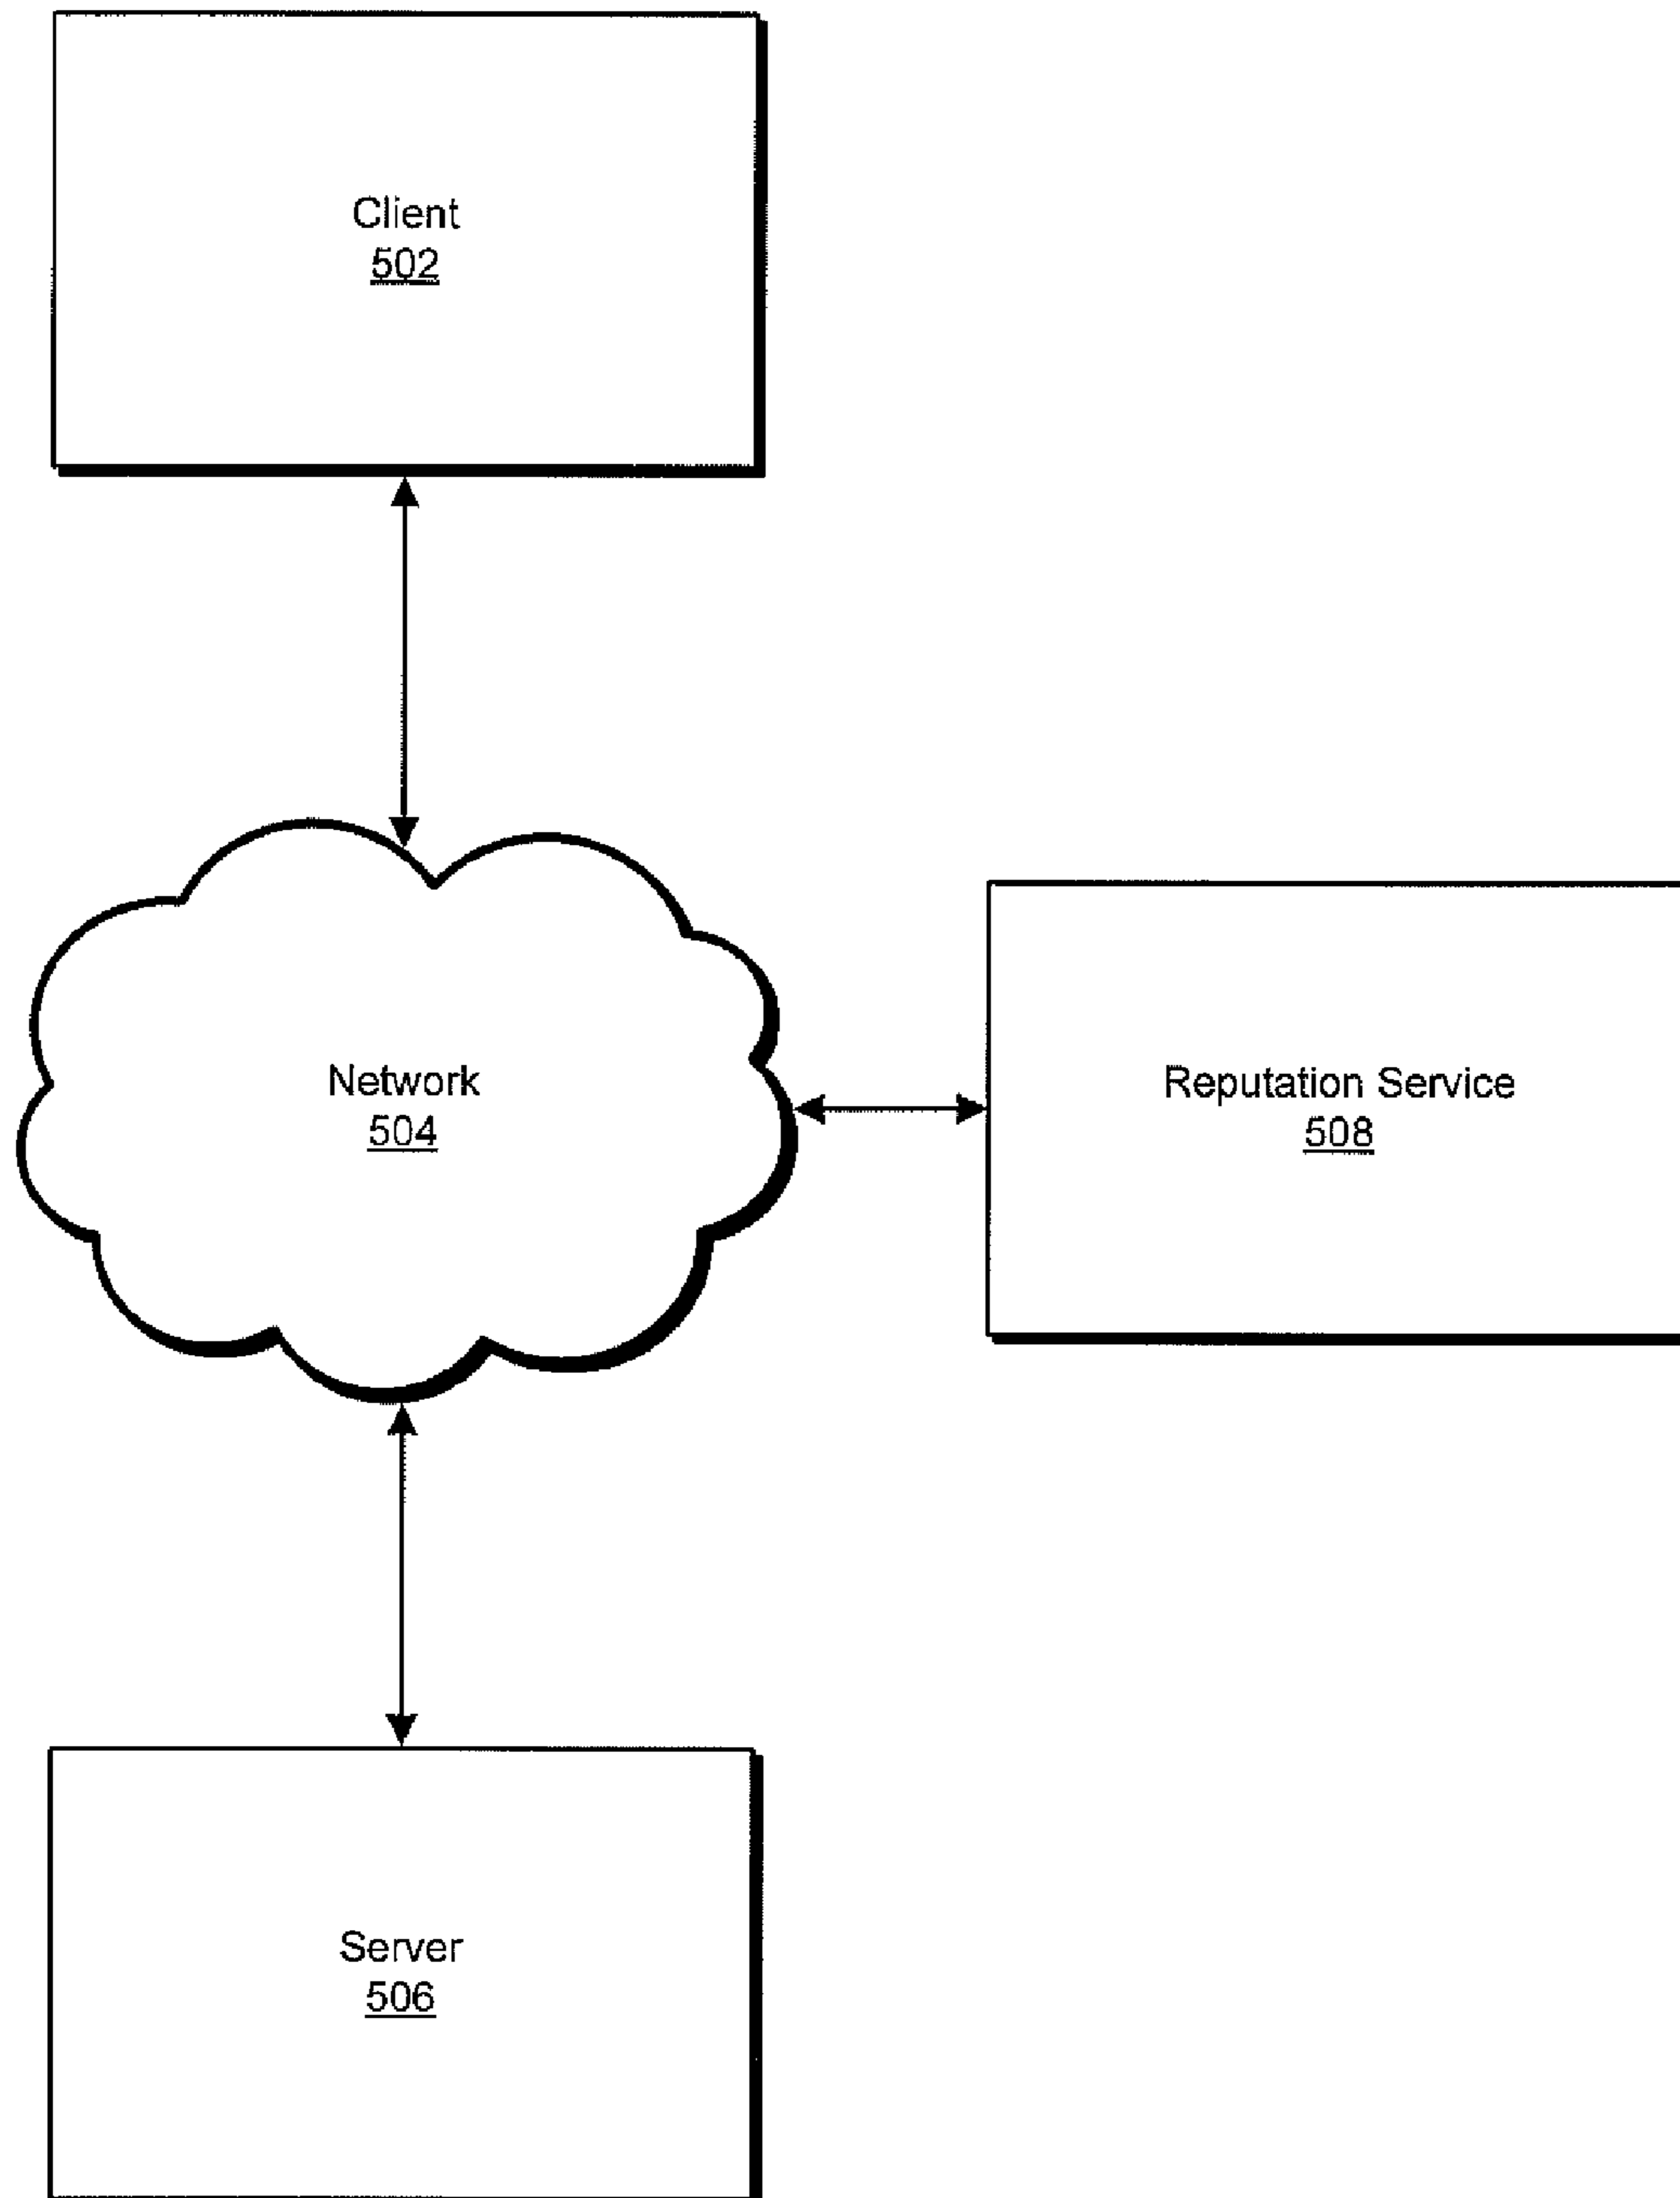 Client
502
Network
504
Reputation Service
508
Server
506